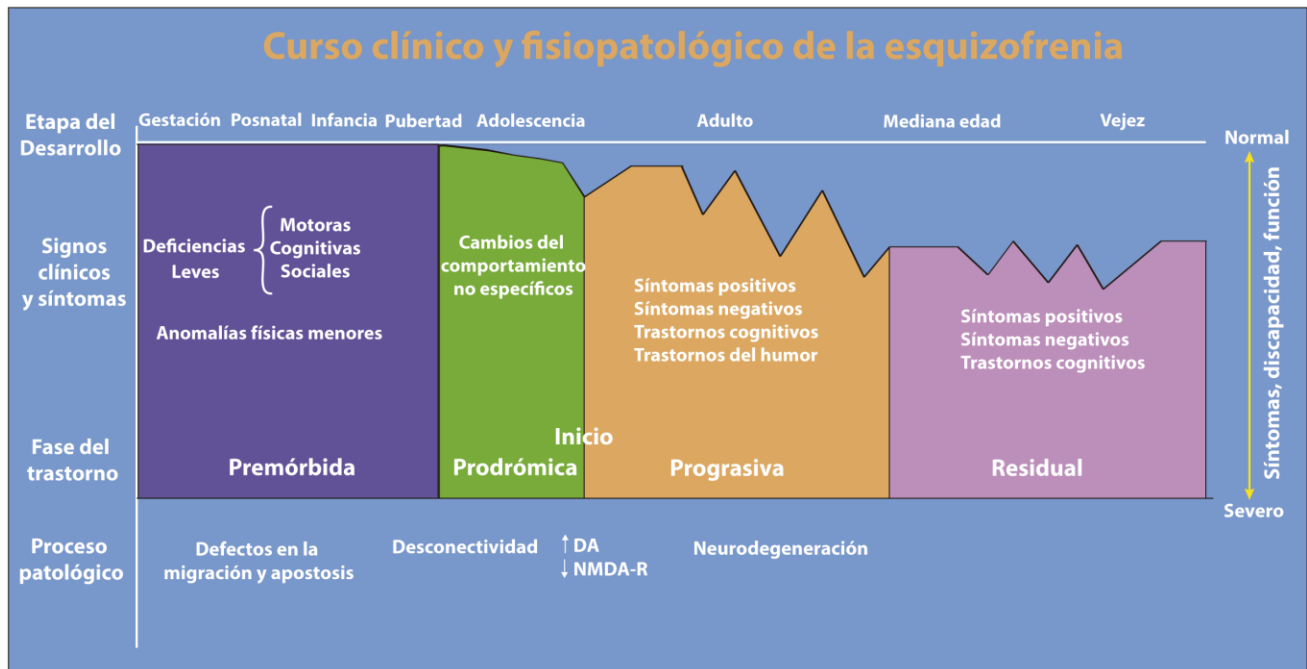 Curso clínico y fisiopatológico de la esquizofrenia
Etapa del
Desarrollo
Gestación Posnatal Infancia Pubertad Adolescencia Adulto Mediana edad Vejez
Normal
Signos
clínicos
y síntomas
Deficiencias
Leves
Motoras
Cognitivas
Sociales
Anomalías físicas menores
Cambios del
comportamiento
no específicos
Síntomas positivos
Síntomas negativos
Trastornos cognitivos
Trastornos del humor
Síntomas positivos
Síntomas negativos
Trastornos cognitivos
Síntomas, discapacidad, función
Fase del
trastorno
Premórbida
Prodrómica
Inicio
Prograsiva
Residual
Severo
Proceso
patológico
Defectos en la
migración y apostosis
Desconectividad
↑ DA
↓ NMDA-R
Neurodegeneración